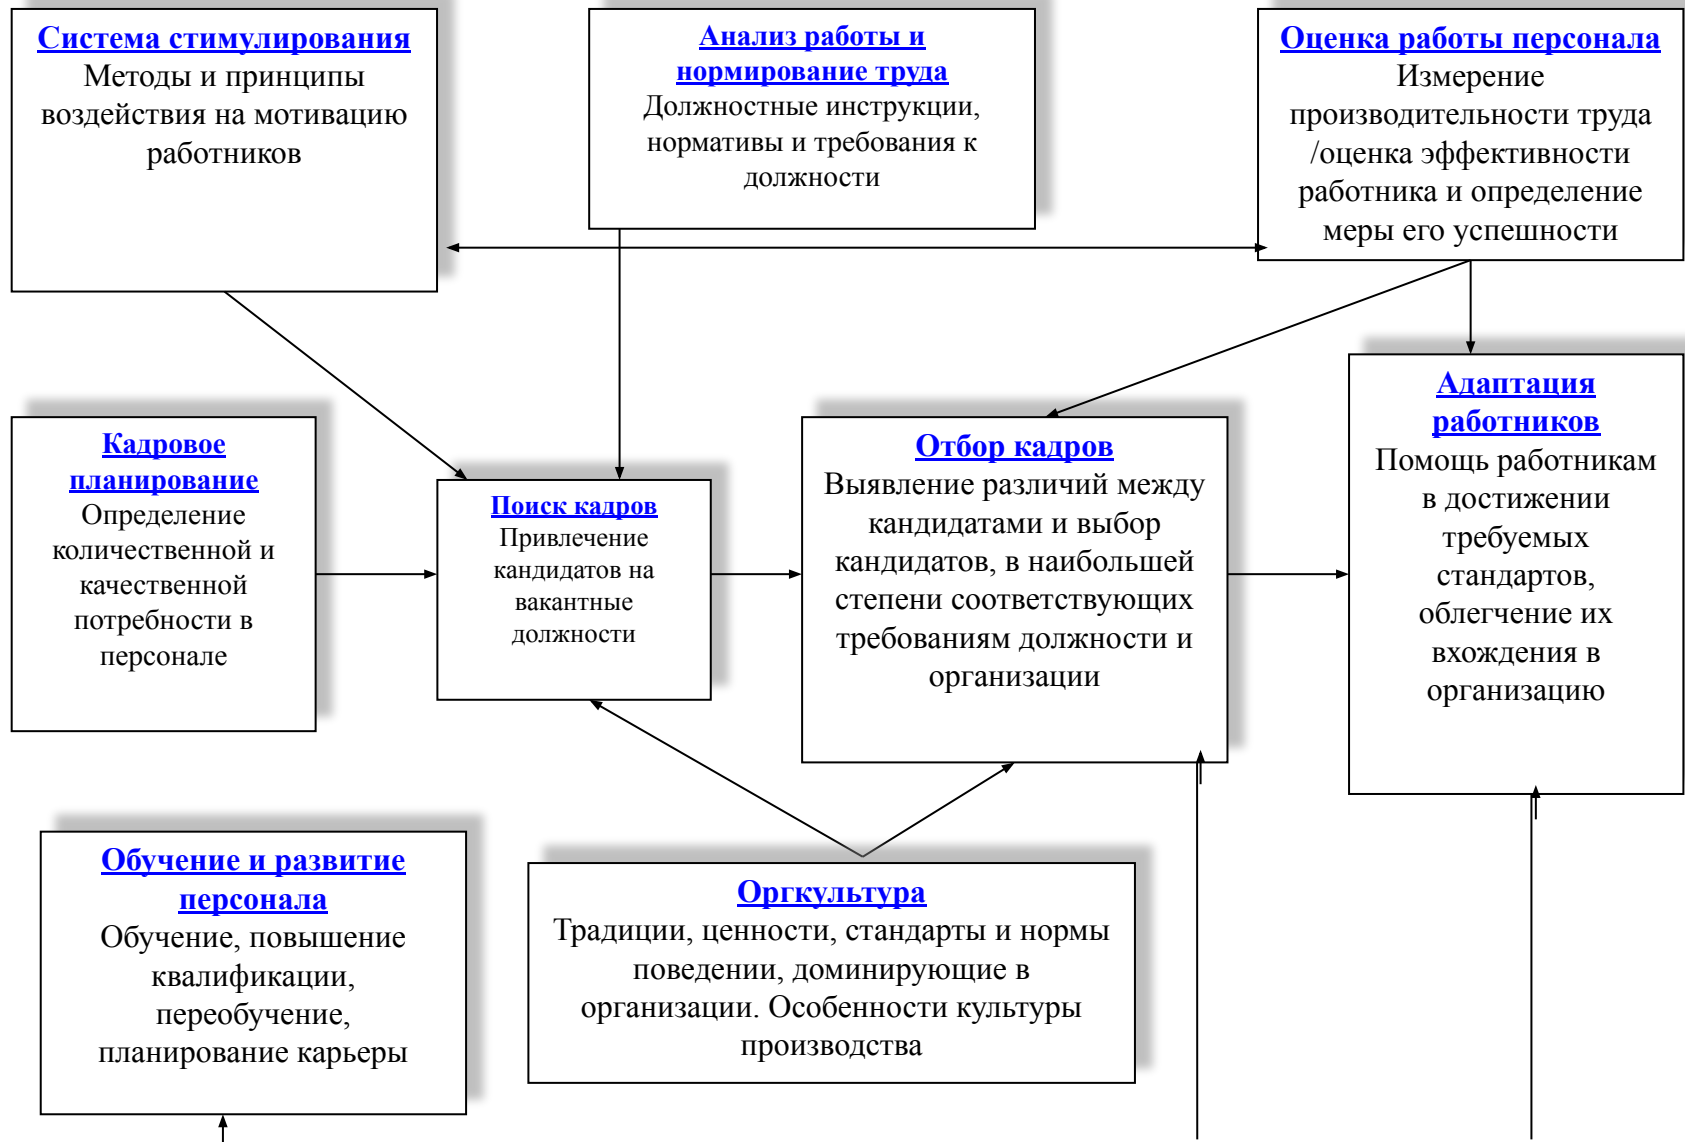 Система стимулирования
Методы и принципы
воздействия на мотивацию
работников
Анализ работы и
нормирование труда
Должностные инструкции,
нормативы и требования к
должности
Оценка работы персонала
Измерение
производительности труда
/оценка эффективности
работника и определение
меры его успешности
Кадровое
планирование
Определение
количественной и
качественной
потребности в
персонале
Поиск кадров
Привлечение
кандидатов на
вакантные
должности
Отбор кадров
Выявление различий между
кандидатами и выбор
кандидатов, в наибольшей
степени соответствующих
требованиям должности и
организации
Адаптация
работников
Помощь работникам
в достижении
требуемых
стандартов,
облегчение их
вхождения в
организацию
Обучение и развитие
персонала
Обучение, повышение
квалификации,
переобучение,
планирование карьеры
Оргкультура
Традиции, ценности, стандарты и нормы
поведении, доминирующие в
организации. Особенности культуры
производства